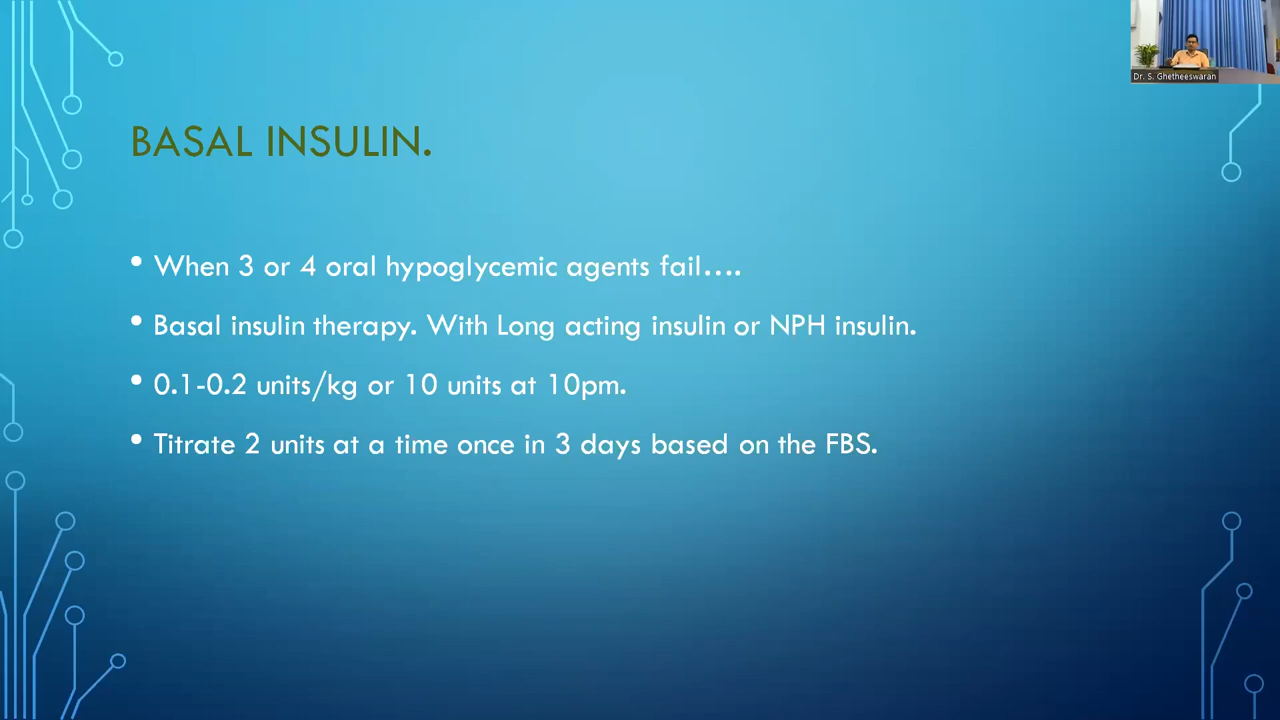 Dr. S. Ghetheeswaran
BASAL INSULIN.
• When 3 or 4 oral hypoglycemic agents fail....
• Basal insulin therapy. With Long acting insulin or NPH insulin.
• 0.1-0.2 units/kg or 10 units at 10pm.
• Titrate 2 units at a time once in 3 days based on the FBS.